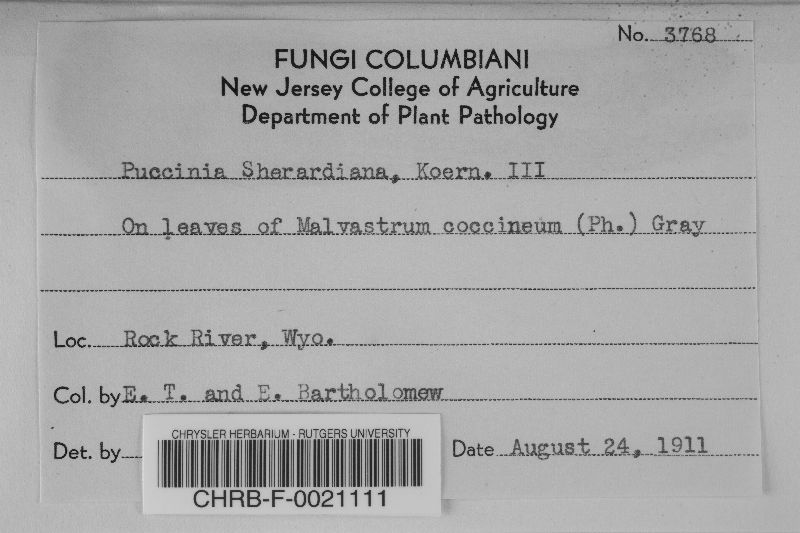 No. 3768
FUNGI COLUMBIANI
New Jersey College of Agriculture
Department of Plant Pathology
Puccinia Sherardiana, Koern. III
On leaves of Malvastrum coccineum (Ph.) Gray
Loc. Rock River, Wyo.
Col. by E. T. and E. Bartholomew
Det. by
Date August 24, 1911
CHRYSLER HERBARIUM - RUTGERS UNIVERSITY
CHRB-F-0021111